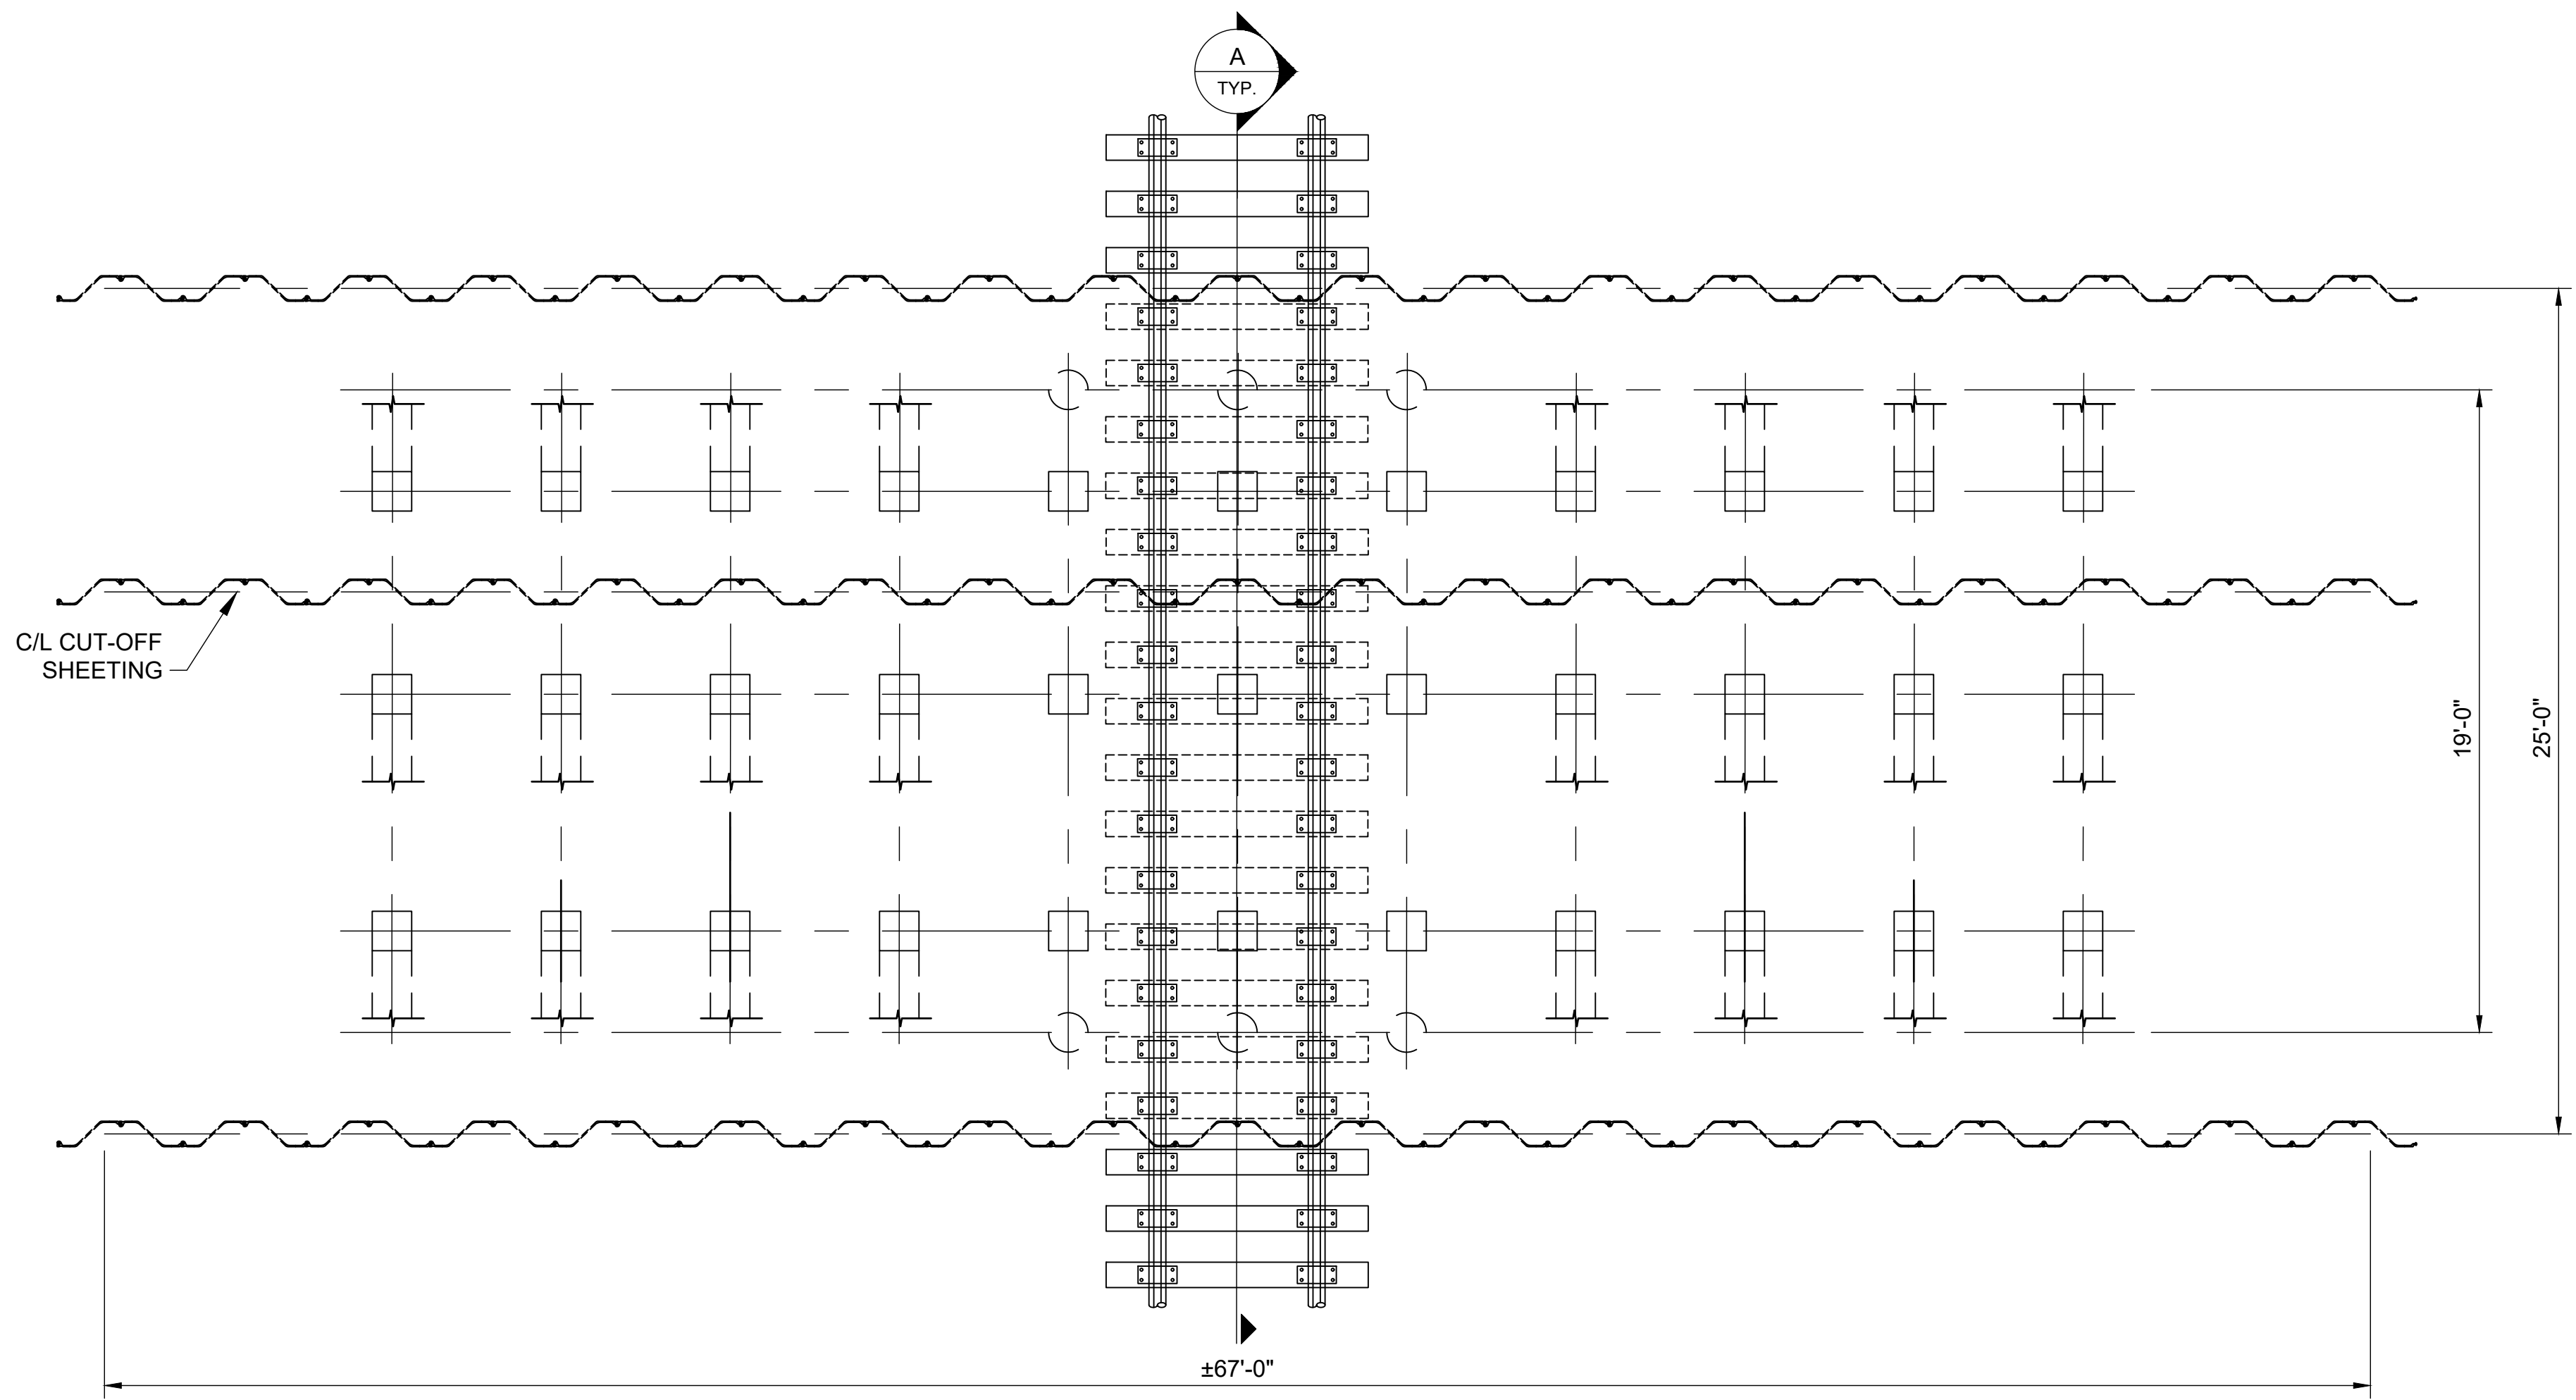 A
TYP.
C/L CUT-OFF
SHEETING
19'-0"
25'-0"
±67'-0"